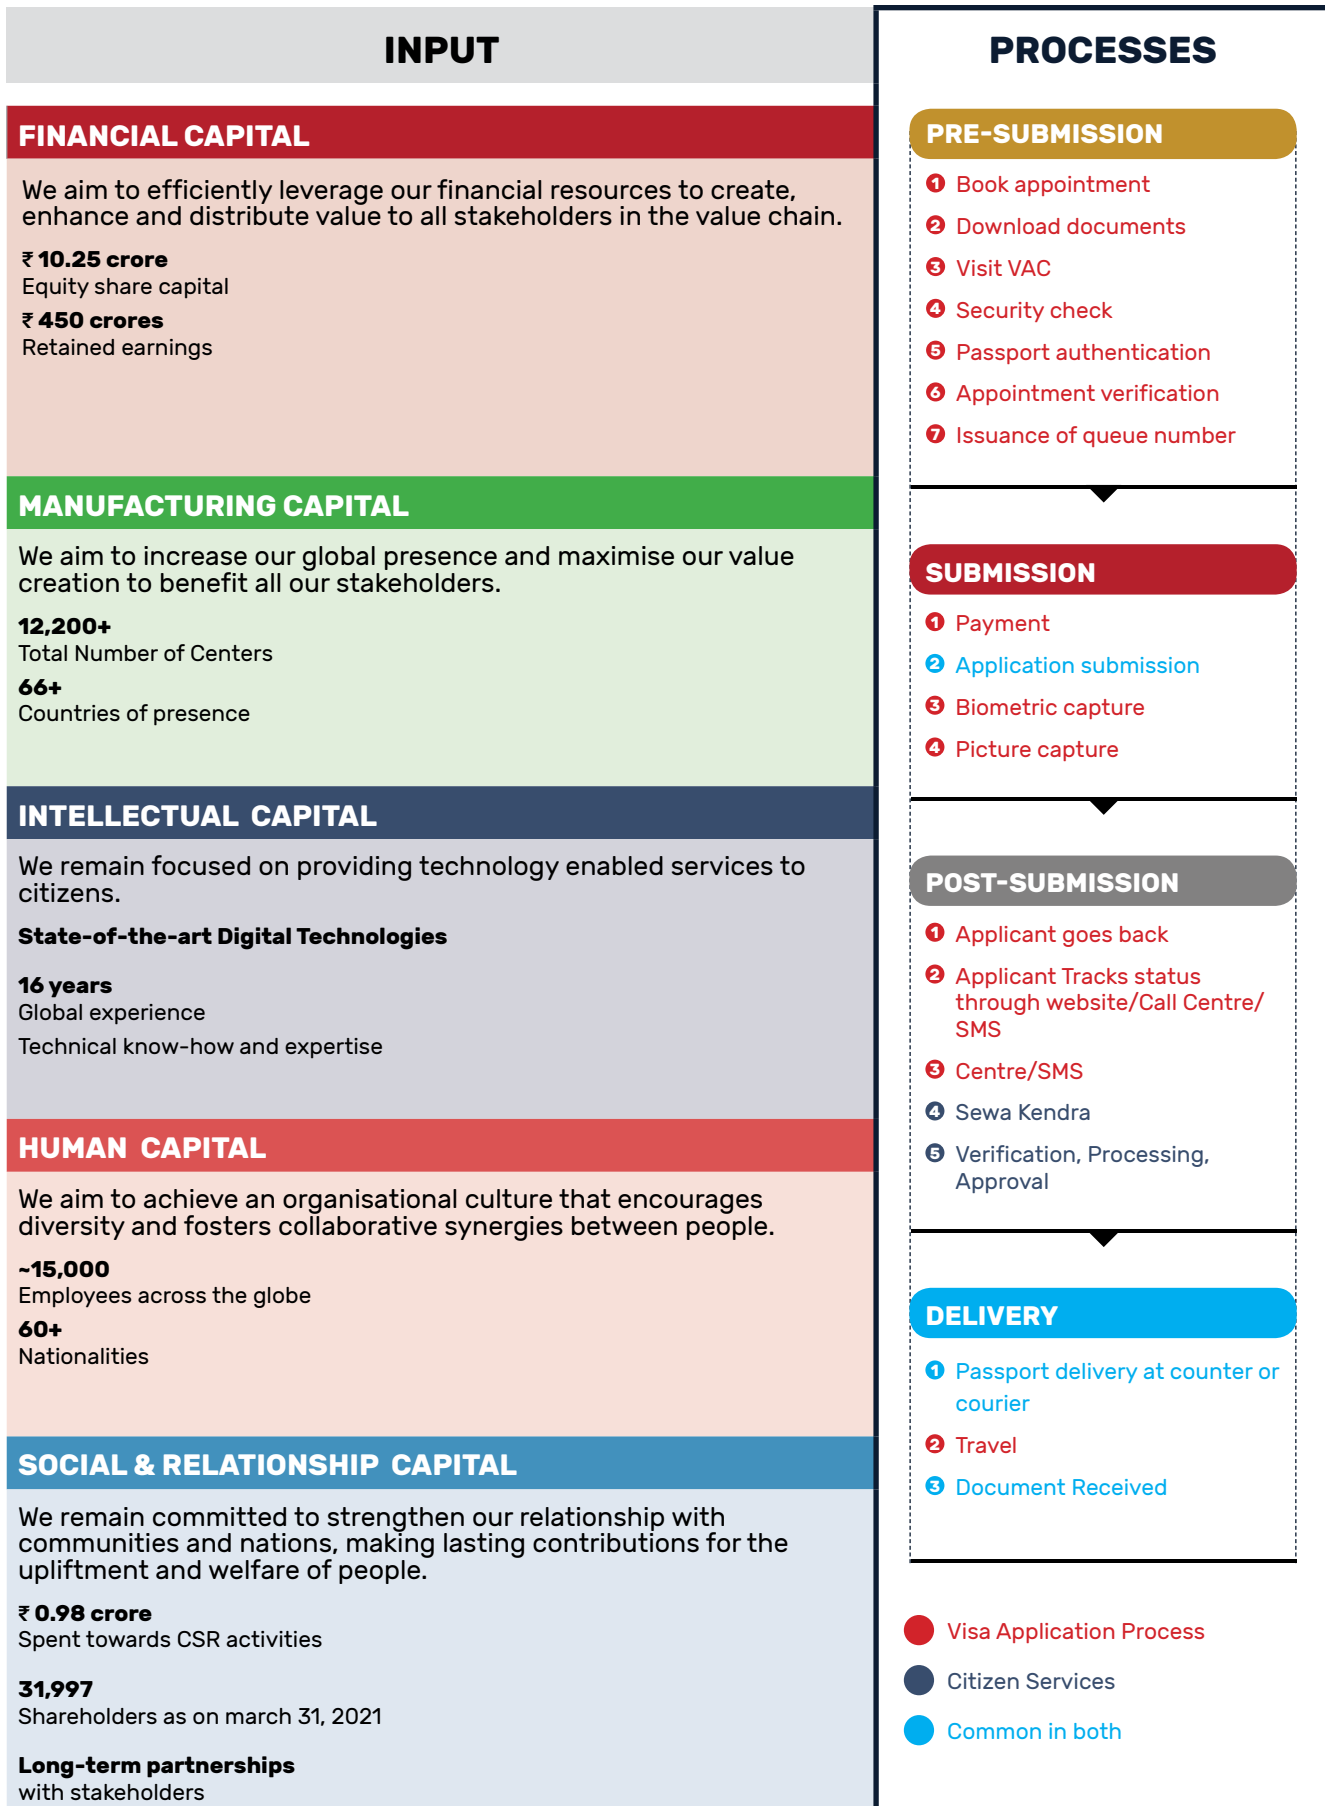 INPUT
FINANCIAL CAPITAL
We aim to efficiently leverage our financial resources to create,
enhance and distribute value to all stakeholders in the value chain.
₹ 10.25 crore
Equity share capital
₹ 450 crores
Retained earnings
MANUFACTURING CAPITAL
We aim to increase our global presence and maximise our value
creation to benefit all our stakeholders.
12,200+
Total Number of Centers
66+
Countries of presence
INTELLECTUAL CAPITAL
We remain focused on providing technology enabled services to
citizens.
State-of-the-art Digital Technologies
16 years
Global experience
Technical know-how and expertise
HUMAN CAPITAL
We aim to achieve an organisational culture that encourages
diversity and fosters collaborative synergies between people.
~15,000
Employees across the globe
60+
Nationalities
SOCIAL & RELATIONSHIP CAPITAL
We remain committed to strengthen our relationship with
communities and nations, making lasting contributions for the
upliftment and welfare of people.
₹ 0.98 crore
Spent towards CSR activities
31,997
Shareholders as on march 31, 2021
Long-term partnerships
with stakeholders
PROCESSES
PRE-SUBMISSION
1 Book appointment
2 Download documents
3 Visit VAC
4 Security check
5 Passport authentication
6 Appointment verification
7 Issuance of queue number
SUBMISSION
1 Payment
2 Application submission
3 Biometric capture
4 Picture capture
POST-SUBMISSION
1 Applicant goes back
2 Applicant Tracks status
through website/Call Centre/
SMS
3 Centre/SMS
4 Sewa Kendra
5 Verification, Processing,
Approval
DELIVERY
1 Passport delivery at counter or
courier
2 Travel
3 Document Received
Visa Application Process
Citizen Services
Common in both